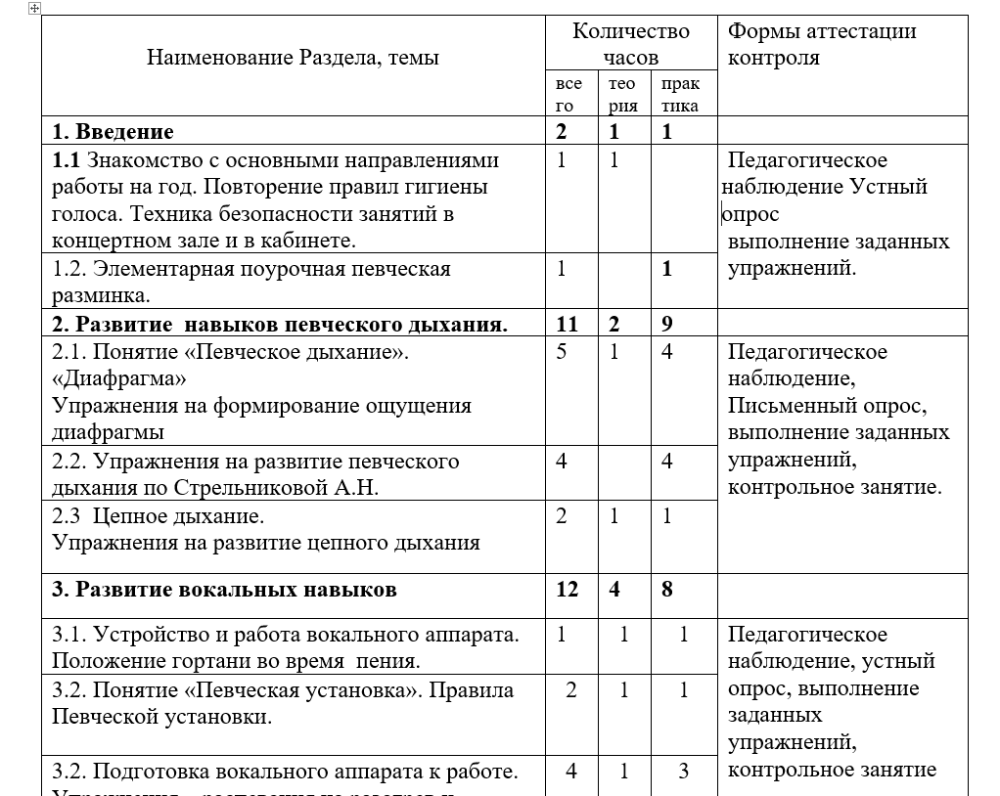 Наименование Раздела, темы
Количество
часов
Формы аттестации
контроля
все
го
тео
рия
прак
тика
1. Введение
2
1
1
1.1 Знакомство с основными направлениями
работы на год. Повторение правил гигиены
голоса. Техника безопасности занятий в
концертном зале и в кабинете.
1
1
Педагогическое
наблюдение Устный
опрос
выполнение заданных
упражнений.
1.2. Элементарная поурочная певческая
разминка.
1
1
2. Развитие  навыков певческого дыхания.
11
2
9
2.1. Понятие «Певческое дыхание».
«Диафрагма»
Упражнения на формирование ощущения
диафрагмы
5
1
4
Педагогическое
наблюдение,
Письменный опрос,
выполнение заданных
упражнений,
контрольное занятие.
2.2. Упражнения на развитие певческого
дыхания по Стрельниковой А.Н.
4
4
2.3  Цепное дыхание.
Упражнения на развитие цепного дыхания
2
1
1
3. Развитие вокальных навыков
12
4
8
3.1. Устройство и работа вокального аппарата.
Положение гортани во время  пения.
1
1
1
Педагогическое
наблюдение, устный
опрос, выполнение
заданных
упражнений,
контрольное занятие
3.2. Понятие «Певческая установка». Правила
Певческой установки.
2
1
1
3.2. Подготовка вокального аппарата к работе.
4
1
3